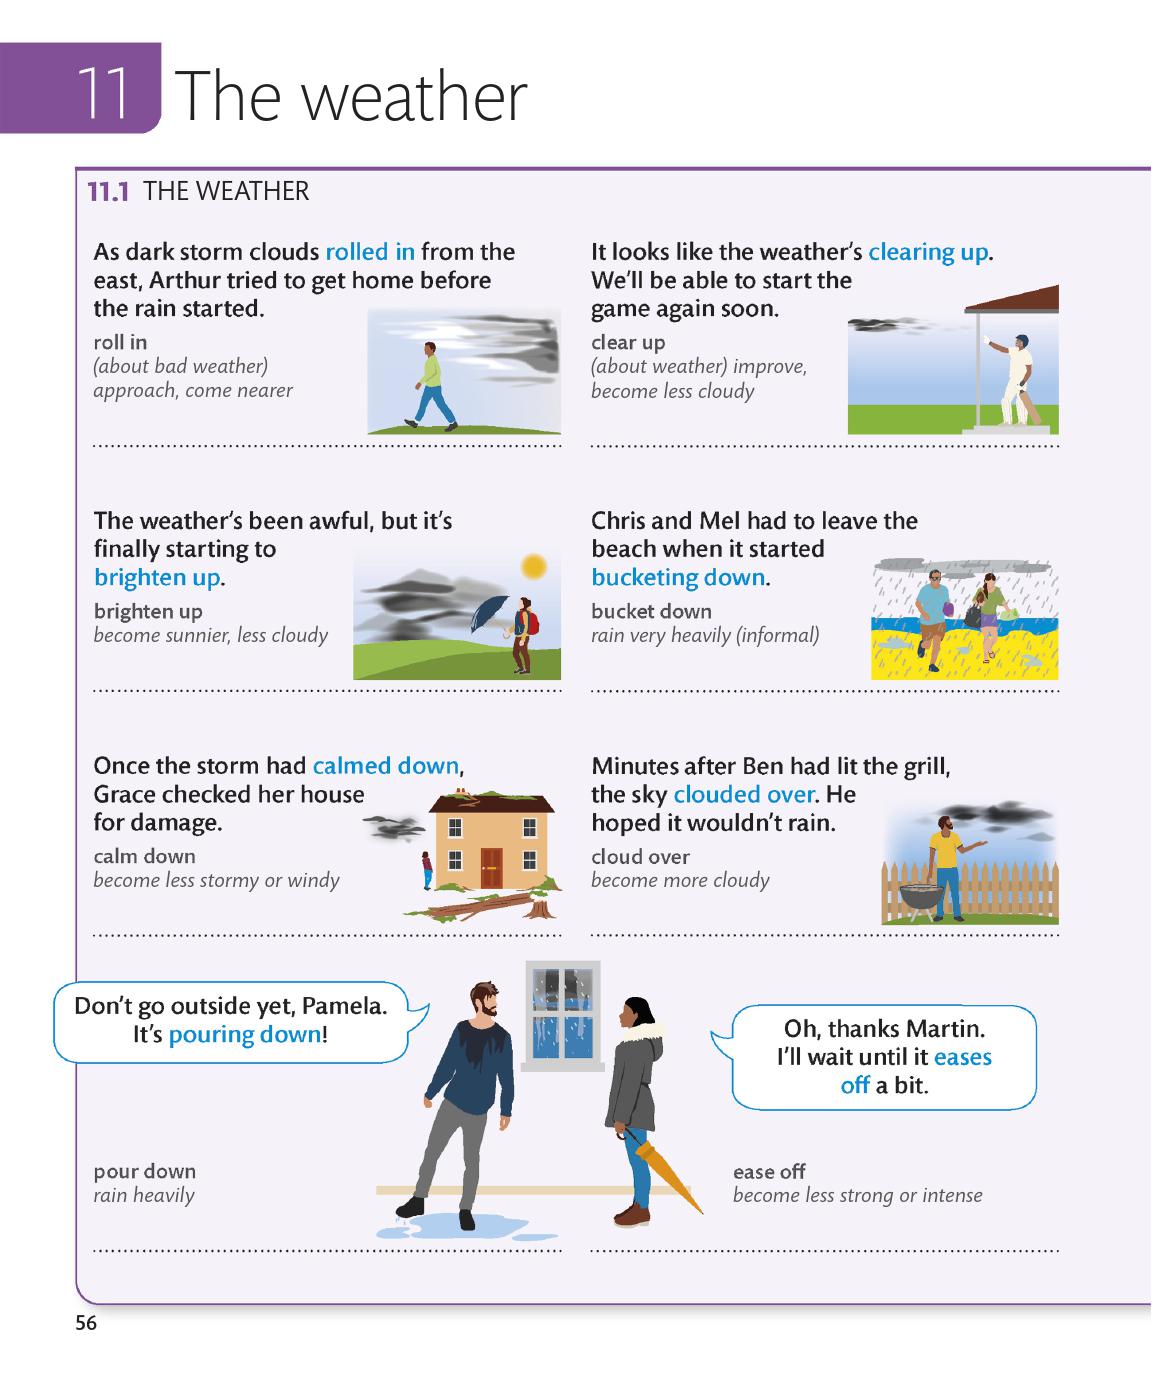 11 The weather
11.1 THE WEATHER
As dark storm clouds rolled in from the
east, Arthur tried to get home before
the rain started.
roll in
(about bad weather)
approach, come nearer
It looks like the weather's clearing up.
We'll be able to start the
game again soon.
clear up
(about weather) improve,
become less cloudy
The weather's been awful, but it's
finally starting to
brighten up.
brighten up
become sunnier, less cloudy
Chris and Mel had to leave the
beach when it started
bucketing down.
bucket down
rain very heavily (informal)
Once the storm had calmed down,
Grace checked her house
for damage.
calm down
become less stormy or windy
Minutes after Ben had lit the grill,
the sky clouded over. He
hoped it wouldn't rain.
cloud over
become more cloudy
Don't go outside yet, Pamela.
It's pouring down!
Oh, thanks Martin.
I'll wait until it eases
off a bit.
pour down
rain heavily
ease off
become less strong or intense
56